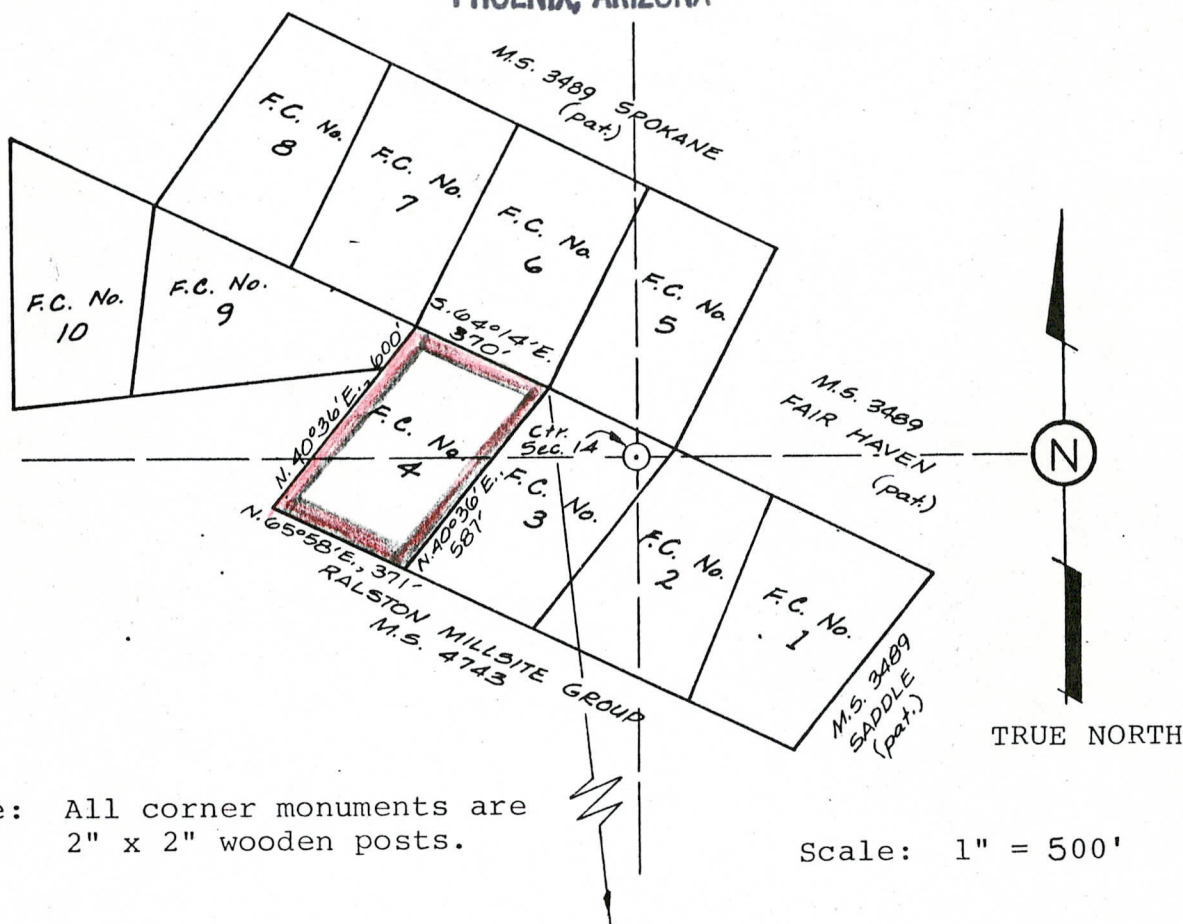 PHOENIX, ARIZONA
M.S. 3489 SPOKANE
(pat.)
F.C. No.
8
F.C. No.
7
F.C. No.
6
F.C. No.
5
F.C. No.
10
F.C. No.
9
S. 64°14'E.
370'
N. 40°36'E., 600'
F.C. No.
4
Ctr.
Sec. 14
N. 40°36'E.,
587'
F.C.
No.
3
F.C. No.
2
F.C. No.
1
M.S. 3489
FAIR HAVEN
(pat.)
N. 65°58'E., 371'
RALSTON MILLSITE GROUP
M.S. 4743
M.S. 3489
SADDLE
(pat.)
N
TRUE NORTH
e: All corner monuments are
2" x 2" wooden posts.
Scale: 1" = 500'